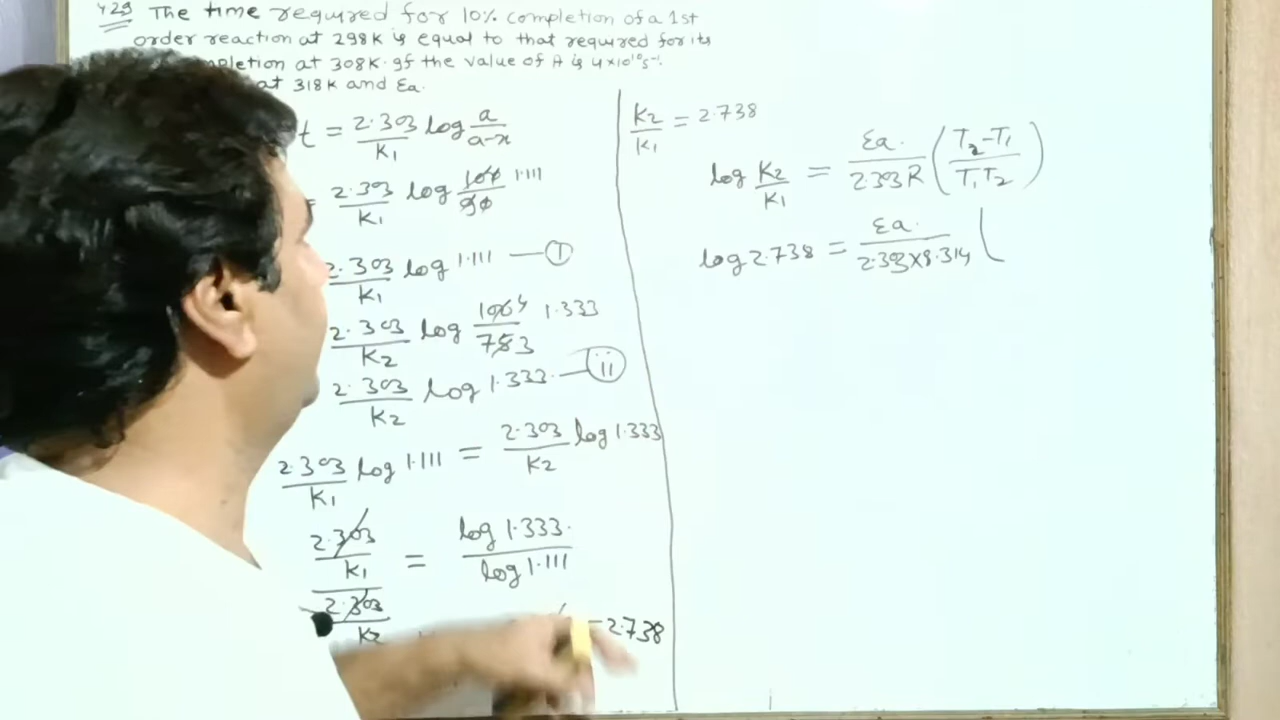 429 The time required for 10% completion of a 1st
order reaction at 298K is equal to that required for its
pletion at 308K. If the value of A is 4×10¹⁰s⁻¹.
at 318K and Ea.
t = 2.303/K₁ log a/a-x
= 2.303/K₁ log 100/90 1.111
2.303/K₁ log 1.111 — (I)
2.303/K₂ log 100 4/75 3 1.333
2.303/K₂ log 1.333 — (ii)
2.303/K₁ log 1.111 = 2.303/K₂ log 1.333
2.303/K₁ / 2.303/K₂ = log 1.333./log 1.111
= 2.738
K₂/K₁ = 2.738
log K₂/K₁ = Ea./2.303R (T₂-T₁/T₁T₂)
log 2.738 = Ea./2.303×8.314 (